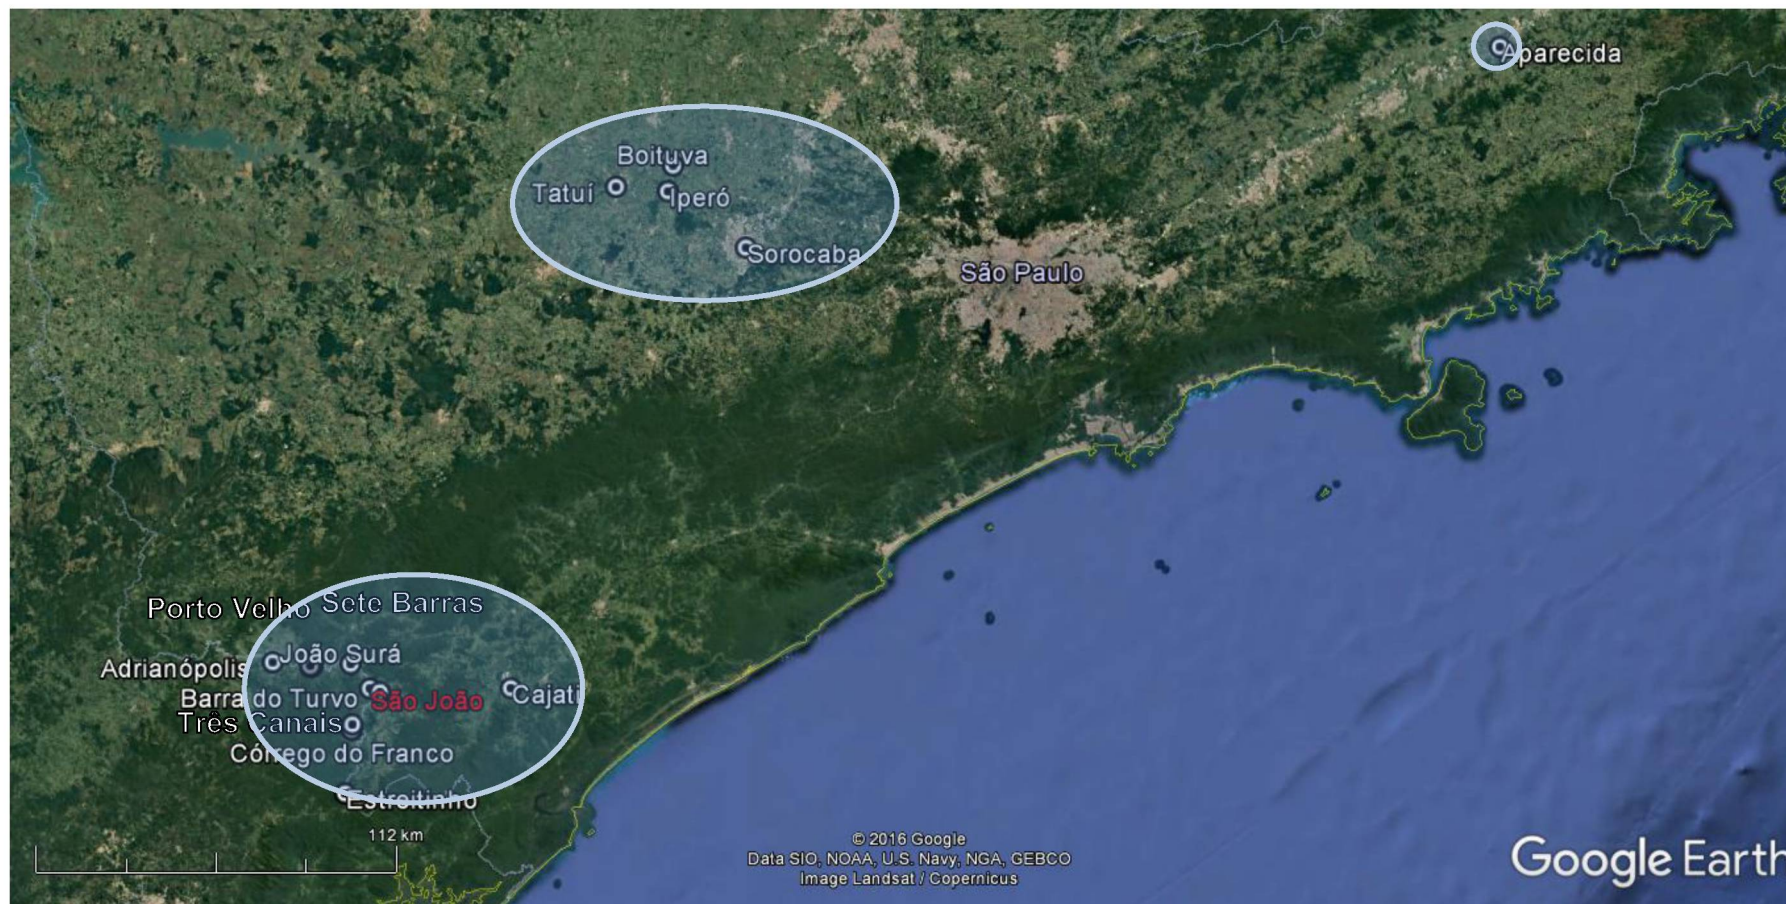 Aparecida
Boituva
Tatuí
Iperó
Sorocaba
São Paulo
Porto Velho
Sete Barras
João Surá
Adrianópolis
Barra do Turvo
São João
Cajati
Três Canais
Córrego do Franco
Estreitinho
112 km
© 2016 Google
Data SIO, NOAA, U.S. Navy, NGA, GEBCO
Image Landsat / Copernicus
Google Earth